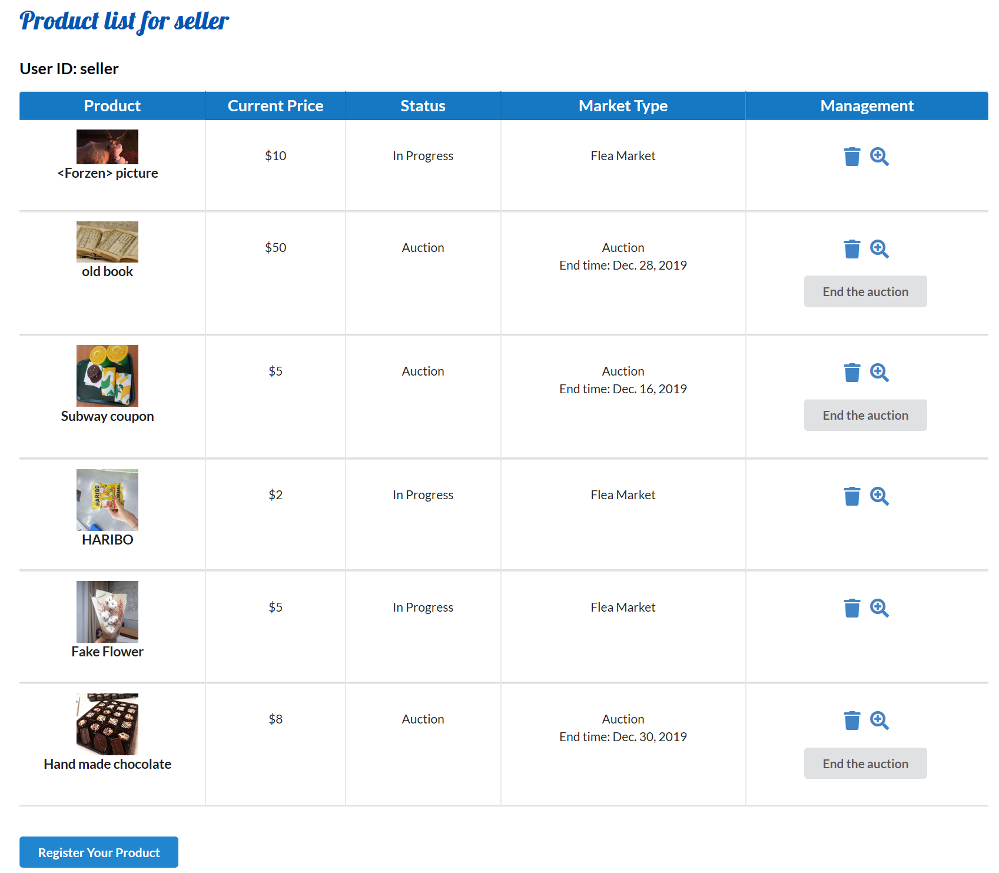 Product list for seller
User ID: seller
Product Current Price Status Market Type Management
<Forzen> picture
$10
In Progress
Flea Market
old book
$50
Auction
Auction
End time: Dec. 28, 2019
End the auction
Subway coupon
$5
Auction
Auction
End time: Dec. 16, 2019
End the auction
HARIBO
HARIBO
$2
In Progress
Flea Market
Fake Flower
$5
In Progress
Flea Market
Hand made chocolate
$8
Auction
Auction
End time: Dec. 30, 2019
End the auction
Register Your Product